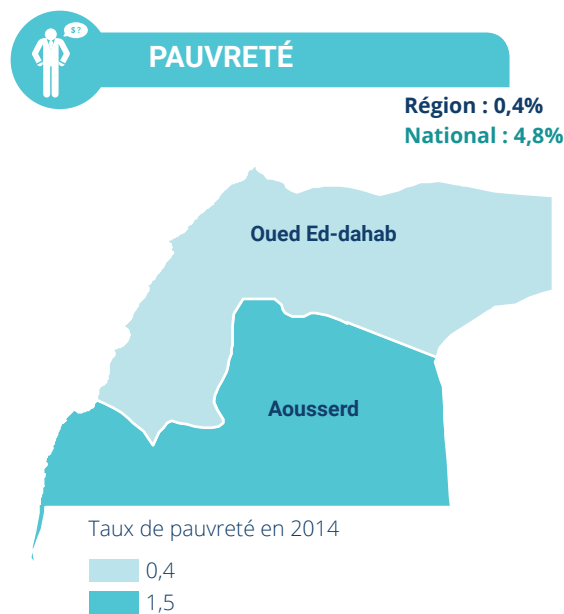 $?
PAUVRETÉ
Région : 0,4%
National : 4,8%
Oued Ed-dahab
Aousserd
Taux de pauvreté en 2014
0,4
1,5